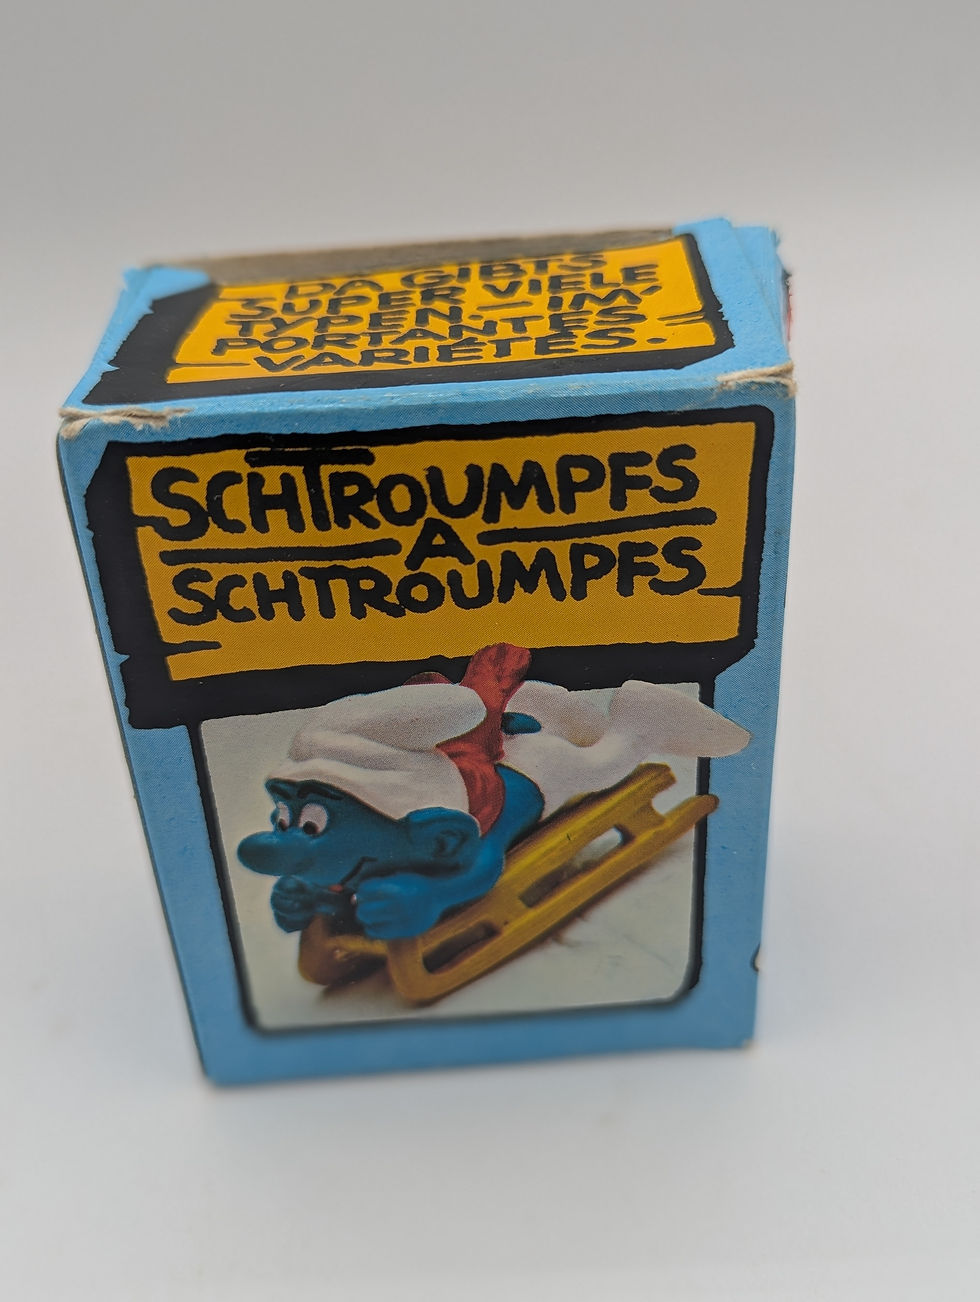 DA GIBTS
SUPER VIELE
TYPEN. — IM'
PORTANTES
VARIÉTÉS.
SCHTROUMPFS
A
SCHTROUMPFS